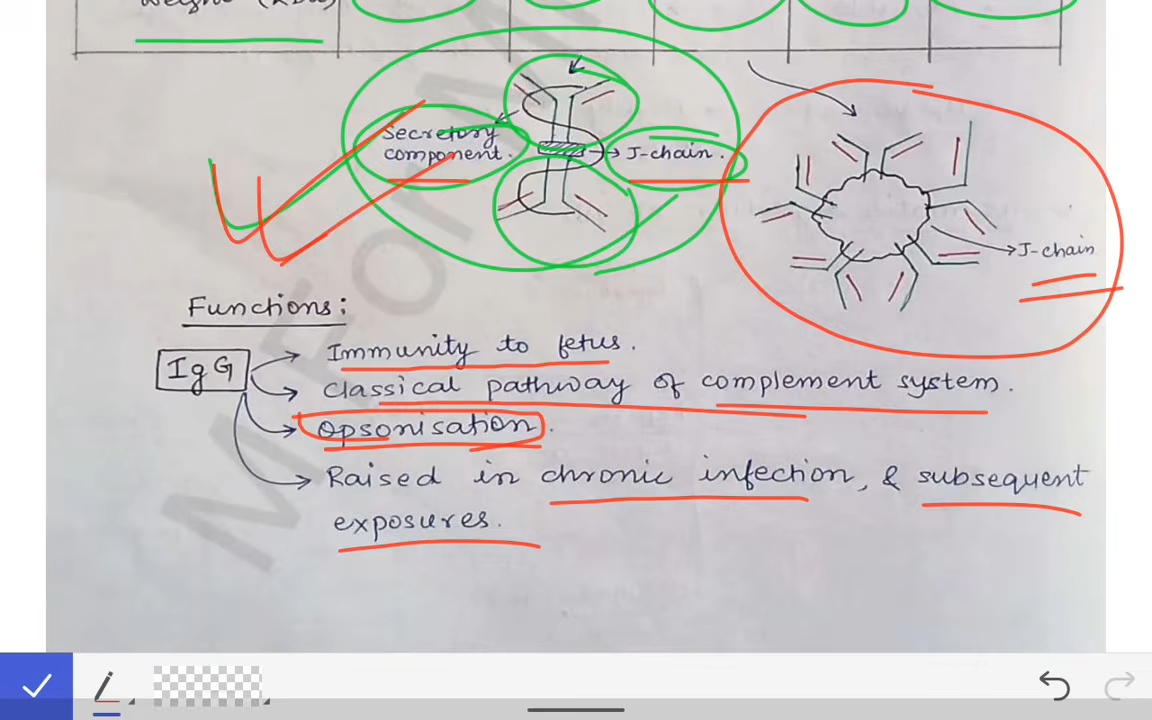 Secretory
component.
J-chain.
J-chain
Functions:
IgG
Immunity to fetus.
Classical pathway of complement system.
Opsonisation.
Raised in chronic infection, & subsequent
exposures.